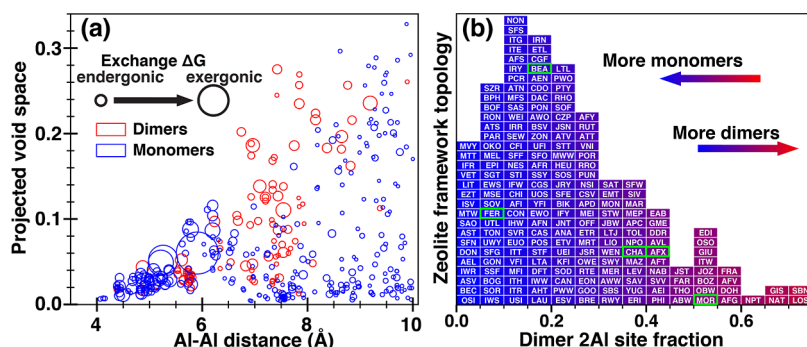 (a)
Exchange ΔG
endergonic exergonic
Dimers
Monomers
Projected void space
0.3
0.2
0.1
0.0
4 5 6 7 8 9 10
Al-Al distance (Å)
(b)
More monomers
More dimers
Zeolite framework topology
NON
SFS
ITG IRN
ITE ETL
AFS CGF
IRY BEA LTL
PCR AEN PWO
SZR ATN CDO PTY
BPH MFS DAC RHO
SAS PON SOF
RON WEI AWO CZP AFY
ATS IRR BSV JSN RUT
PAR SEW ZON ATV ATT
MVY OKO CFI UFI STT VNI
MTT MEL SFF SFO MWW POR
IFR EPI NES AFR HEU RRO
VET SGT STI SSY SOS PUN
LIT EWS IFW CGS JRY NSI SAT SFW
EZT MSE CHI UOS SFE CSV EMT SIV
ISV SOV AFI YFI BIK APD MON MAR
MTW FER CON EWO IFY MEI STW MEP EAB
SAO UTL IHW AFN JNT OFF JBW APC GME
AST TON SVR CAS ANA ETR LTJ TOL DDR EDI
SFN UWY EUO POS ETV MRT LIO NPO AVL OSO
DON SFG STF UEI JSR WEN CHA AFX GIU
AEL GON VFI LTA KFI OWE SWY MAZ AFT ITW
IWR SSF MFI DFT SOD RTE MER LEV NAB JST JOZ FRA
ASV BOG ITH IWW CAN EON AWW SAV SVV FAR BOZ AFV
BEC SOR ITR AHT PWW GOO SBS YUG AEI THO OBW DOH GIS SBN
OSI IWS USI LAU ESV BRE RWY ERI PHI ABW MOR AFG NPT NAT LOS
0.0 0.2 0.4 0.6
Dimer 2Al site fraction